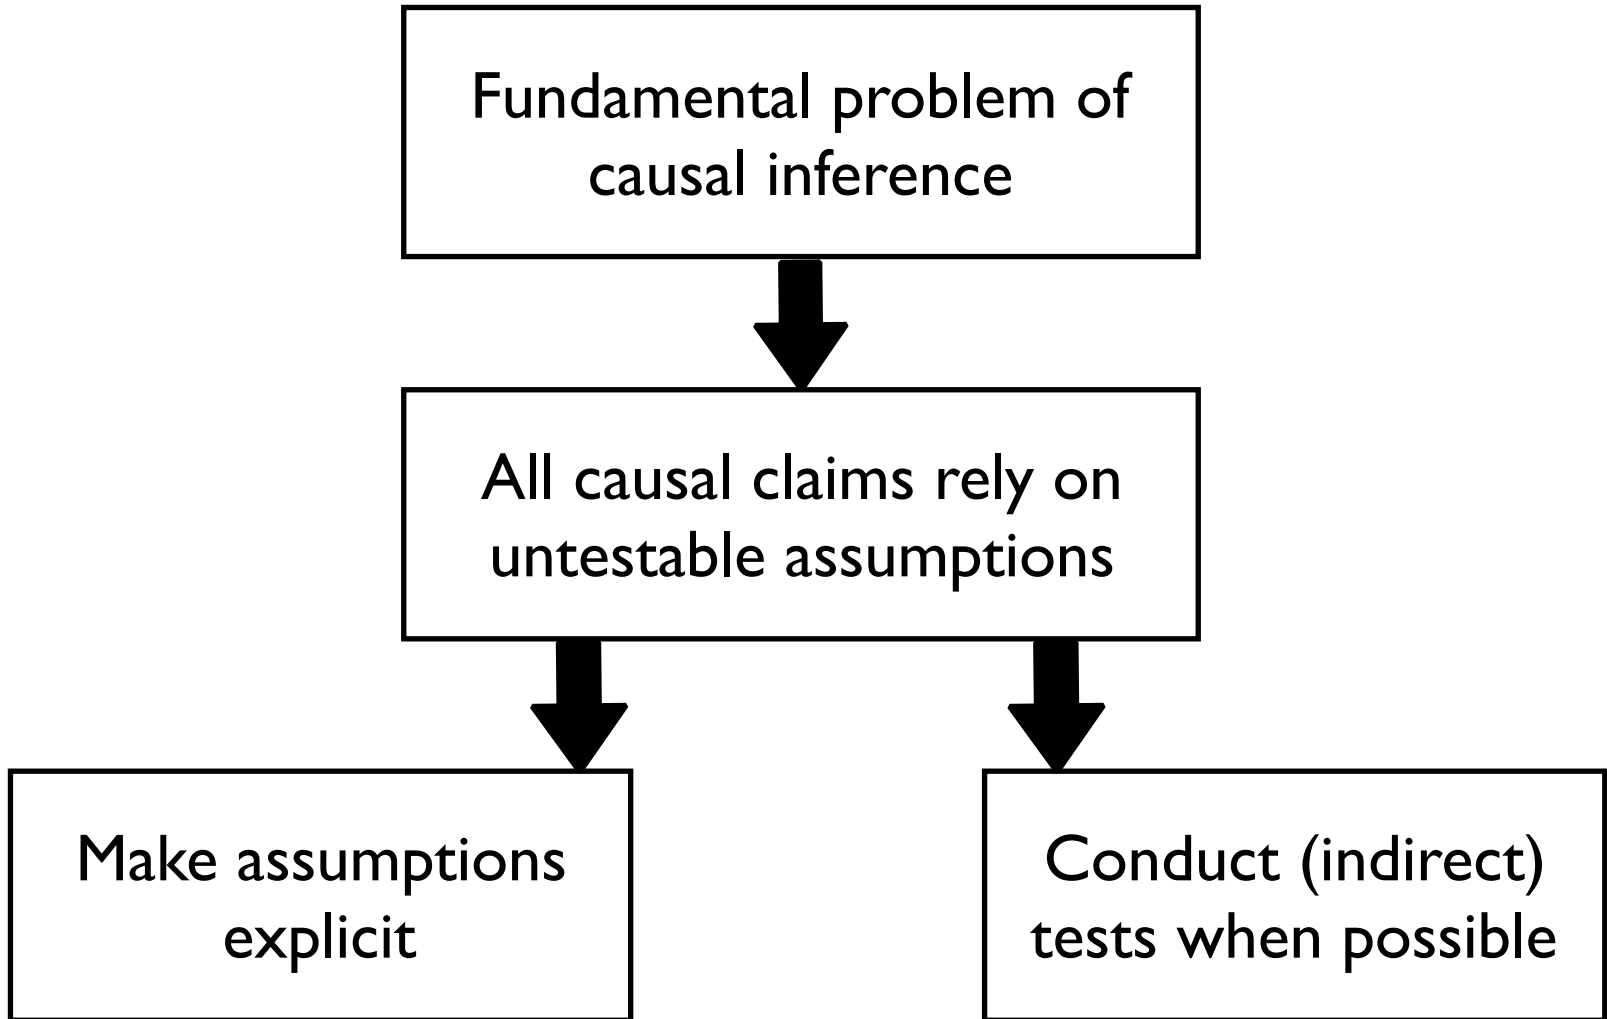 Fundamental problem of
causal inference
All causal claims rely on
untestable assumptions
Make assumptions
explicit
Conduct (indirect)
tests when possible